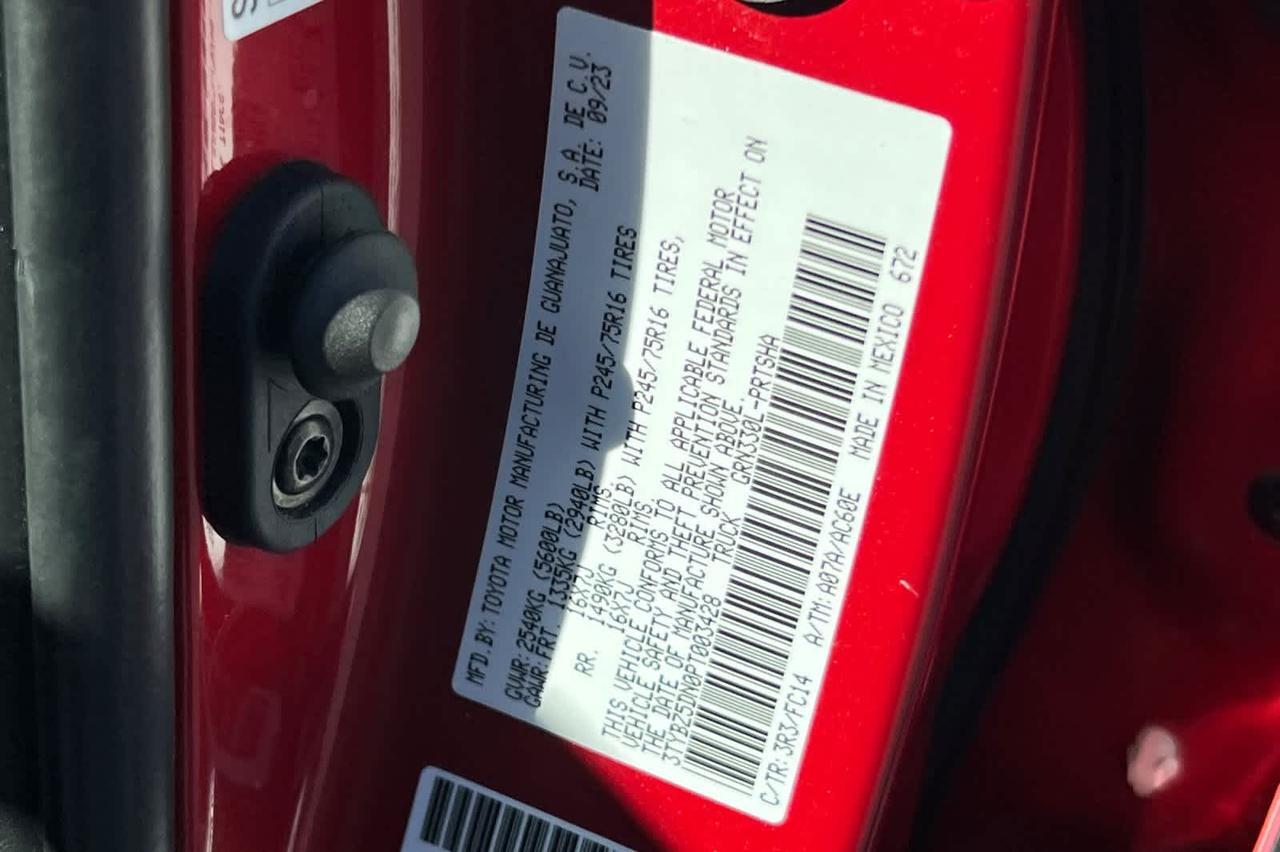 MFD. BY: TOYOTA MOTOR MANUFACTURING DE GUANAJUATO, S.A. DE C.V.
DATE: 09/23
GVWR: 2540KG (5600LB)
GAWR: FRT. 1335KG (2940LB) WITH P245/75R16 TIRES
16X7J RIMS
RR. 1490KG (3280LB) WITH P245/75R16 TIRES,
16X7J RIMS
THIS VEHICLE CONFORMS TO ALL APPLICABLE FEDERAL MOTOR
VEHICLE SAFETY AND THEFT PREVENTION STANDARDS IN EFFECT ON
THE DATE OF MANUFACTURE SHOWN ABOVE.
3TYBZ5DN0PT003428 TRUCK GRN330L-PRTSHA
C/TR: 3R3/FC14 A/TM: A07A/AC60E MADE IN MEXICO 672